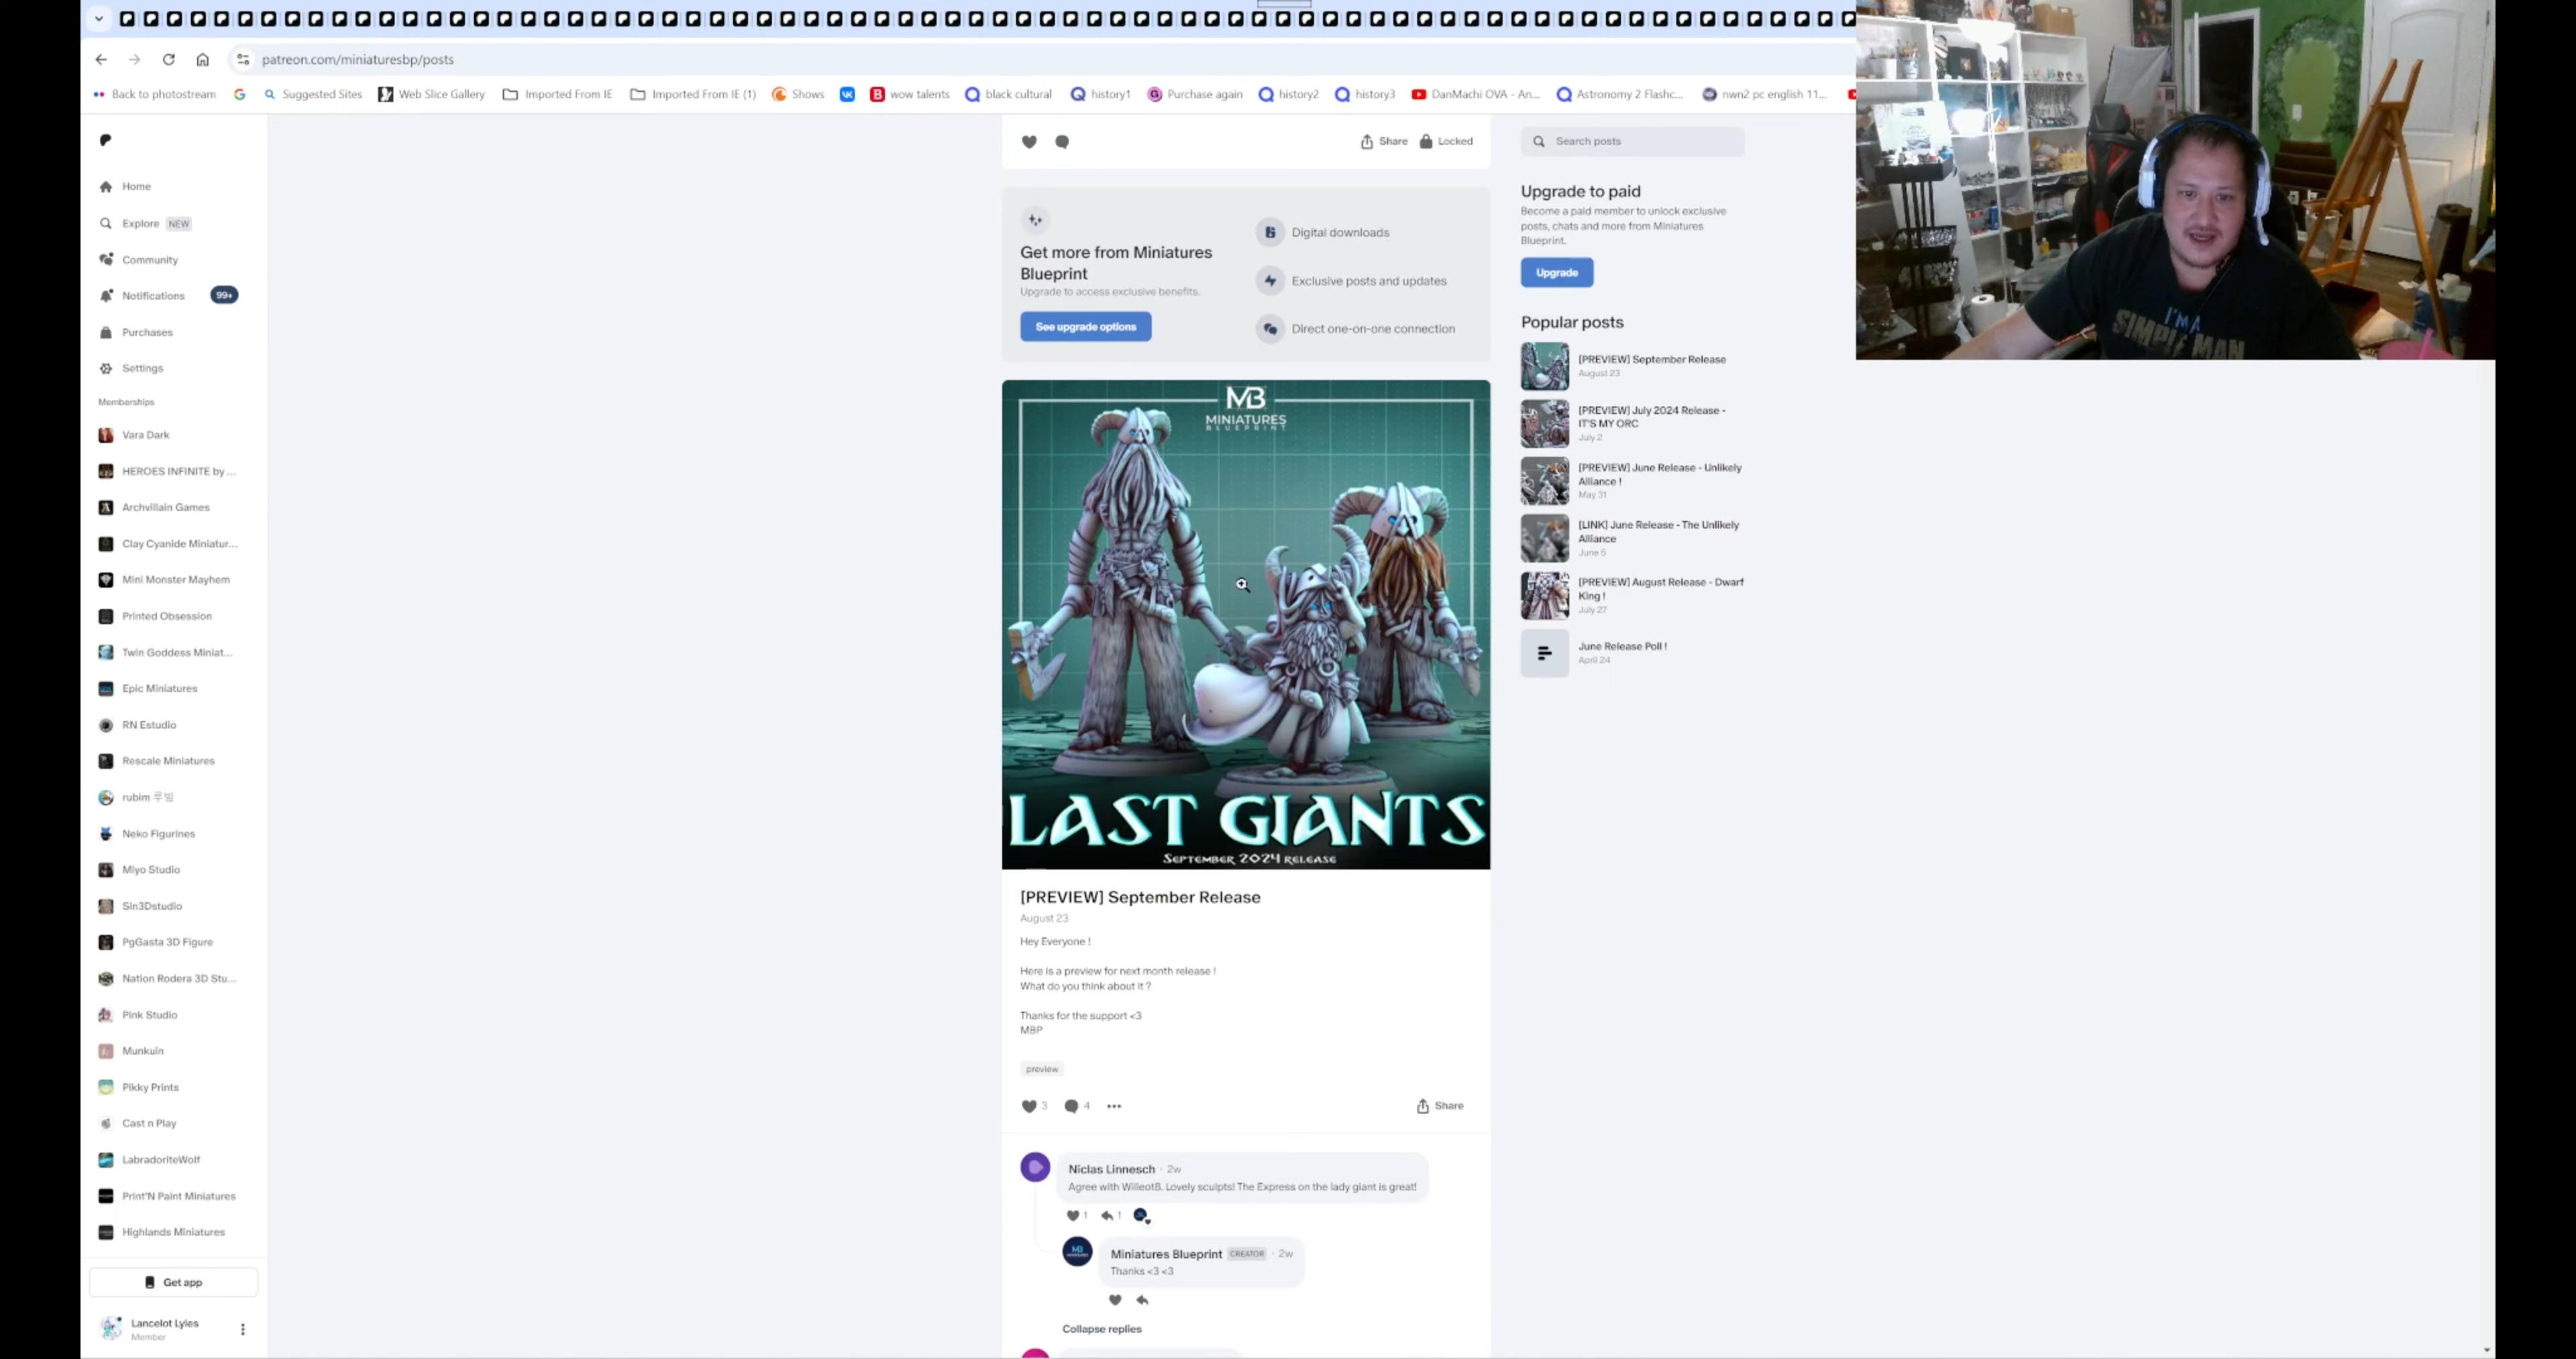 patreon.com/miniaturesbp/posts
Back to photostream
Suggested Sites
Web Slice Gallery
Imported From IE
Imported From IE (1)
Shows
wow talents
black cultural
history1
Purchase again
history2
history3
DanMachi OVA - An...
Astronomy 2 Flashc...
nwn2 pc english 11...
Home
Explore NEW
Community
Notifications 99+
Purchases
Settings
Memberships
Vara Dark
HEROES INFINITE by ...
Archvillain Games
Clay Cyanide Miniatur...
Mini Monster Mayhem
Printed Obsession
Twin Goddess Miniat...
Epic Miniatures
RN Estudio
Rescale Miniatures
rubim 루빔
Neko Figurines
Miyo Studio
Sin3Dstudio
PgGasta 3D Figure
Nation Rodera 3D Stu...
Pink Studio
Munkuin
Pikky Prints
Cast n Play
LabradoriteWolf
Print'N Paint Miniatures
Highlands Miniatures
Get app
Lancelot Lyles
Member
Share
Locked
Get more from Miniatures
Blueprint
Upgrade to access exclusive benefits.
See upgrade options
Digital downloads
Exclusive posts and updates
Direct one-on-one connection
MB
MINIATURES
BLUEPRINT
LAST GIANTS
SEPTEMBER 2024 RELEASE
[PREVIEW] September Release
August 23
Hey Everyone !
Here is a preview for next month release !
What do you think about it ?
Thanks for the support <3
MBP
preview
3
4
Share
Niclas Linnesch · 2w
Agree with Willeot8. Lovely sculpts! The Express on the lady giant is great!
1
1
Miniatures Blueprint CREATOR · 2w
Thanks <3 <3
Collapse replies
Search posts
Upgrade to paid
Become a paid member to unlock exclusive
posts, chats and more from Miniatures
Blueprint.
Upgrade
Popular posts
[PREVIEW] September Release
August 23
[PREVIEW] July 2024 Release -
IT'S MY ORC
July 2
[PREVIEW] June Release - Unlikely
Alliance !
May 31
[LINK] June Release - The Unlikely
Alliance
June 5
[PREVIEW] August Release - Dwarf
King !
July 27
June Release Poll !
April 24
I'M A
SIMPLE MAN